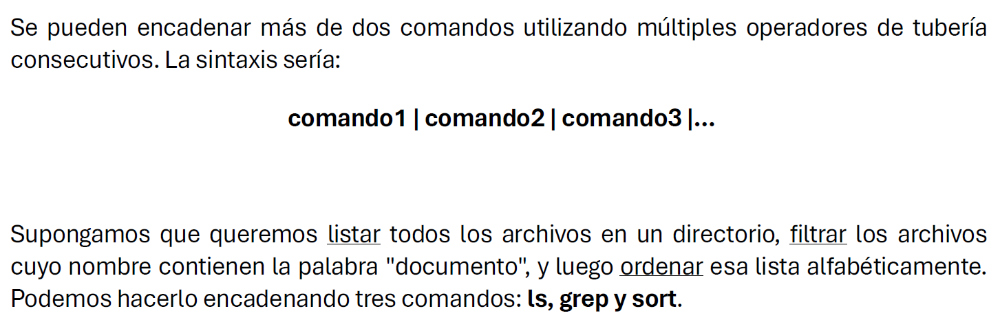 Se pueden encadenar más de dos comandos utilizando múltiples operadores de tubería
consecutivos. La sintaxis sería:
comando1 | comando2 | comando3 |...
Supongamos que queremos listar todos los archivos en un directorio, filtrar los archivos
cuyo nombre contienen la palabra "documento", y luego ordenar esa lista alfabéticamente.
Podemos hacerlo encadenando tres comandos: ls, grep y sort.